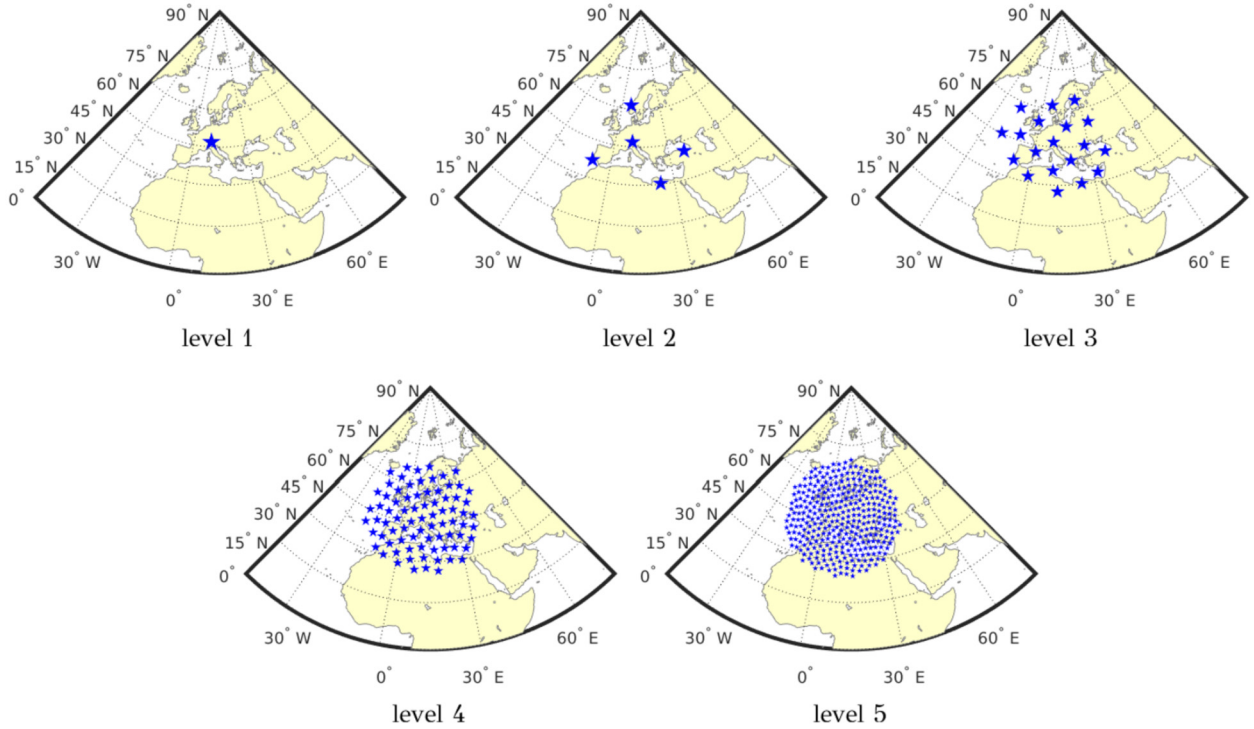 90° N 90° N 90° N
75° N 75° N 75° N
60° N 60° N 60° N
45° N 45° N 45° N
30° N 30° N 30° N
15° N 15° N 15° N
0° 0° 0°
30° W 60° E 30° W 60° E 30° W 60° E
0° 30° E 0° 30° E 0° 30° E
level 1 level 2 level 3
90° N 90° N
75° N 75° N
60° N 60° N
45° N 45° N
30° N 30° N
15° N 15° N
0° 0°
30° W 60° E 30° W 60° E
0° 30° E 0° 30° E
level 4 level 5